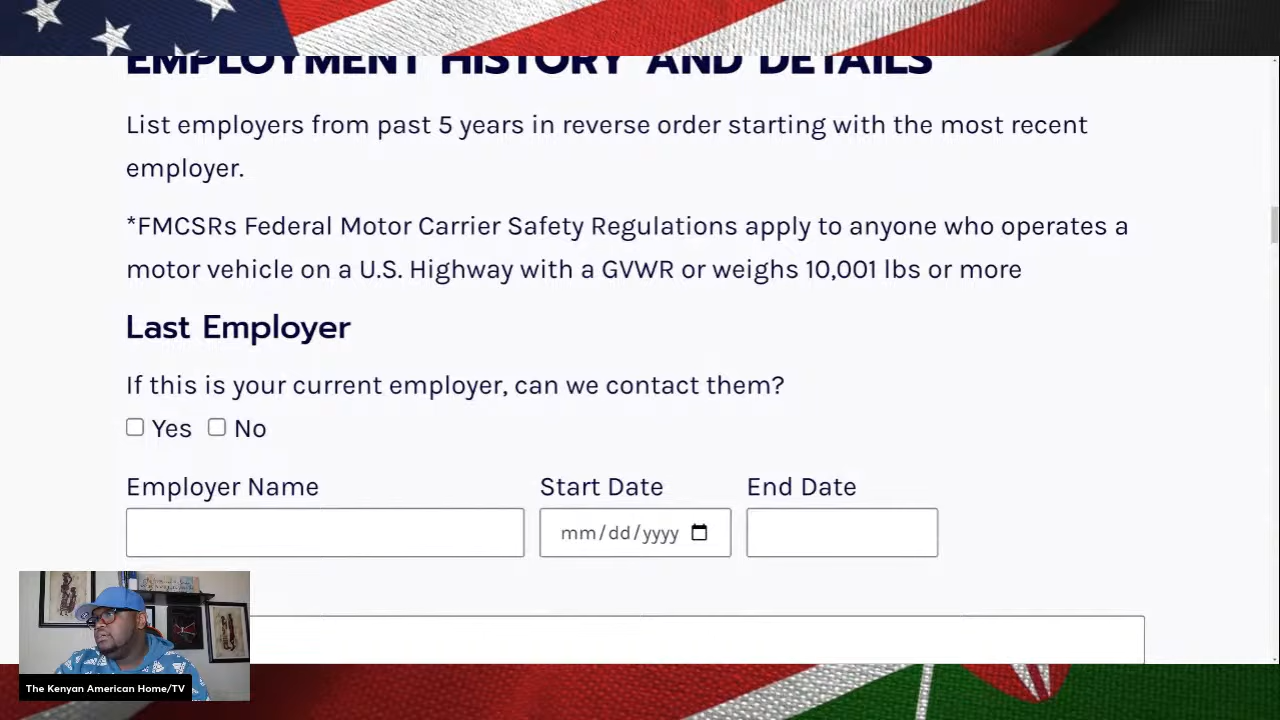 EMPLOYMENT HISTORY AND DETAILS
List employers from past 5 years in reverse order starting with the most recent
employer.
*FMCSRs Federal Motor Carrier Safety Regulations apply to anyone who operates a
motor vehicle on a U.S. Highway with a GVWR or weighs 10,001 lbs or more
Last Employer
If this is your current employer, can we contact them?
Yes No
Employer Name Start Date End Date
mm/dd/yyyy
The Kenyan American Home/TV